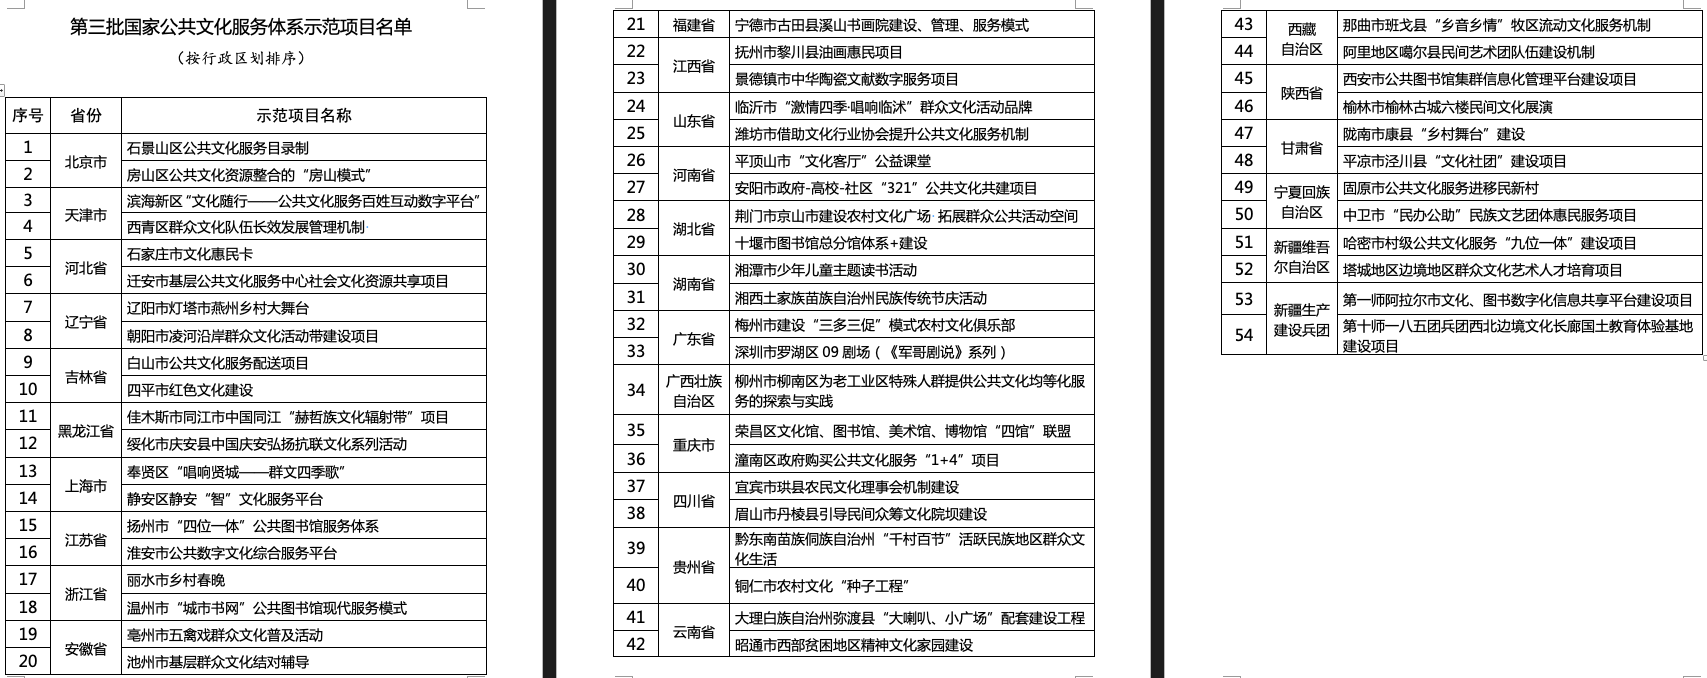 第三批国家公共文化服务体系示范项目名单
（按行政区划排序）
序号 省份 示范项目名称
1 北京市 石景山区公共文化服务目录制
2 房山区公共文化资源整合的“房山模式”
3 天津市 滨海新区“文化随行——公共文化服务百姓互动数字平台”
4 西青区群众文化队伍长效发展管理机制
5 河北省 石家庄市文化惠民卡
6 迁安市基层公共文化服务中心社会文化资源共享项目
7 辽宁省 辽阳市灯塔市燕州乡村大舞台
8 朝阳市凌河沿岸群众文化活动带建设项目
9 吉林省 白山市公共文化服务配送项目
10 四平市红色文化建设
11 黑龙江省 佳木斯市同江市中国同江“赫哲族文化辐射带”项目
12 绥化市庆安县中国庆安弘扬抗联文化系列活动
13 上海市 奉贤区“唱响贤城——群文四季歌”
14 静安区静安“智”文化服务平台
15 江苏省 扬州市“四位一体”公共图书馆服务体系
16 淮安市公共数字文化综合服务平台
17 浙江省 丽水市乡村春晚
18 温州市“城市书网”公共图书馆现代服务模式
19 安徽省 亳州市五禽戏群众文化普及活动
20 池州市基层群众文化结对辅导
21 福建省 宁德市古田县溪山书画院建设、管理、服务模式
22 江西省 抚州市黎川县油画惠民项目
23 景德镇市中华陶瓷文献数字服务项目
24 山东省 临沂市“激情四季·唱响临沭”群众文化活动品牌
25 潍坊市借助文化行业协会提升公共文化服务机制
26 河南省 平顶山市“文化客厅”公益课堂
27 安阳市政府-高校-社区“321”公共文化共建项目
28 湖北省 荆门市京山市建设农村文化广场 拓展群众公共活动空间
29 十堰市图书馆总分馆体系+建设
30 湖南省 湘潭市少年儿童主题读书活动
31 湘西土家族苗族自治州民族传统节庆活动
32 广东省 梅州市建设“三多三促”模式农村文化俱乐部
33 深圳市罗湖区 09 剧场（《军哥剧说》系列）
34 广西壮族自治区 柳州市柳南区为老工业区特殊人群提供公共文化均等化服
务的探索与实践
35 重庆市 荣昌区文化馆、图书馆、美术馆、博物馆“四馆”联盟
36 潼南区政府购买公共文化服务“1+4”项目
37 四川省 宜宾市珙县农民文化理事会机制建设
38 眉山市丹棱县引导民间众筹文化院坝建设
39 贵州省 黔东南苗族侗族自治州“千村百节”活跃民族地区群众文
化生活
40 铜仁市农村文化“种子工程”
41 云南省 大理白族自治州弥渡县“大喇叭、小广场”配套建设工程
42 昭通市西部贫困地区精神文化家园建设
43 西藏自治区 那曲市班戈县“乡音乡情”牧区流动文化服务机制
44 阿里地区噶尔县民间艺术团队伍建设机制
45 陕西省 西安市公共图书馆集群信息化管理平台建设项目
46 榆林市榆林古城六楼民间文化展演
47 甘肃省 陇南市康县“乡村舞台”建设
48 平凉市泾川县“文化社团”建设项目
49 宁夏回族自治区 固原市公共文化服务进移民新村
50 中卫市“民办公助”民族文艺团体惠民服务项目
51 新疆维吾尔自治区 哈密市村级公共文化服务“九位一体”建设项目
52 塔城地区边境地区群众文化艺术人才培育项目
53 新疆生产建设兵团 第一师阿拉尔市文化、图书数字化信息共享平台建设项目
54 第十师一八五团兵团西北边境文化长廊国土教育体验基地
建设项目